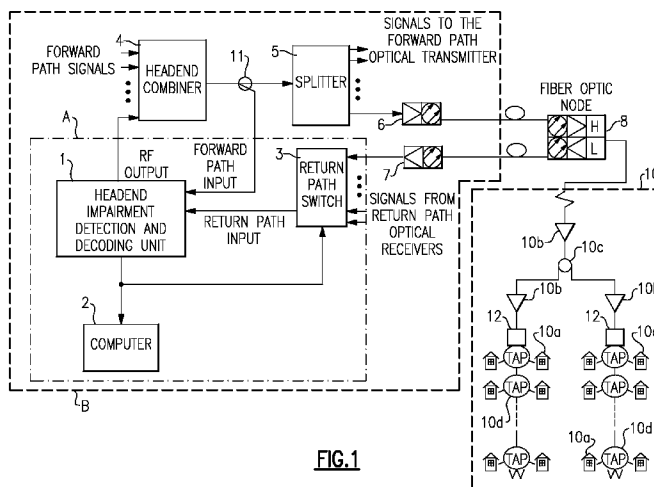 4
FORWARD
PATH SIGNALS
HEADEND
COMBINER
11
5
SPLITTER
SIGNALS TO THE
FORWARD PATH
OPTICAL TRANSMITTER
6
FIBER OPTIC
NODE
H
L
8
A
RF
OUTPUT
FORWARD
PATH
INPUT
3
RETURN
PATH
SWITCH
7
1
HEADEND
IMPAIRMENT
DETECTION AND
DECODING UNIT
RETURN PATH
INPUT
SIGNALS FROM
RETURN PATH
OPTICAL
RECEIVERS
2
COMPUTER
B
10
10b
10c
10b
10b
12
10a
12
10a
TAP
TAP
TAP
TAP
10d
10a
10d
TAP
TAP
FIG.1